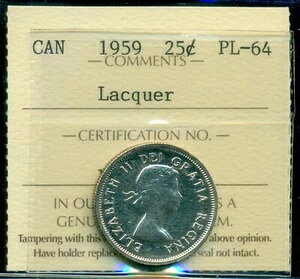 CAN 1959 25¢ PL-64
COMMENTS
Lacquer
CERTIFICATION NO.
ELIZABETH II DEI GRATIA REGINA
IN OU
A
GENU
M.
Tampering with this above opinion.
Have holder replace seal not intact.